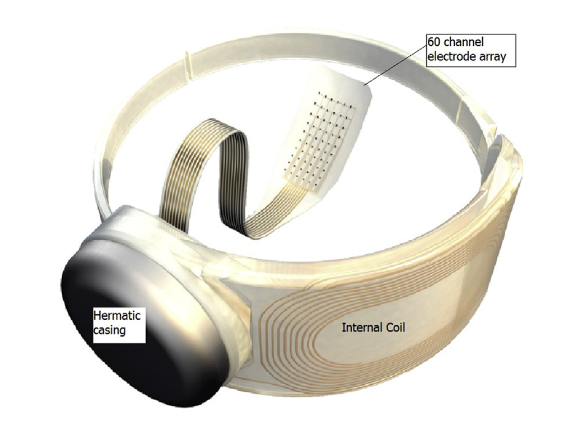 60 channel
electrode array
Hermatic
casing
Internal Coil